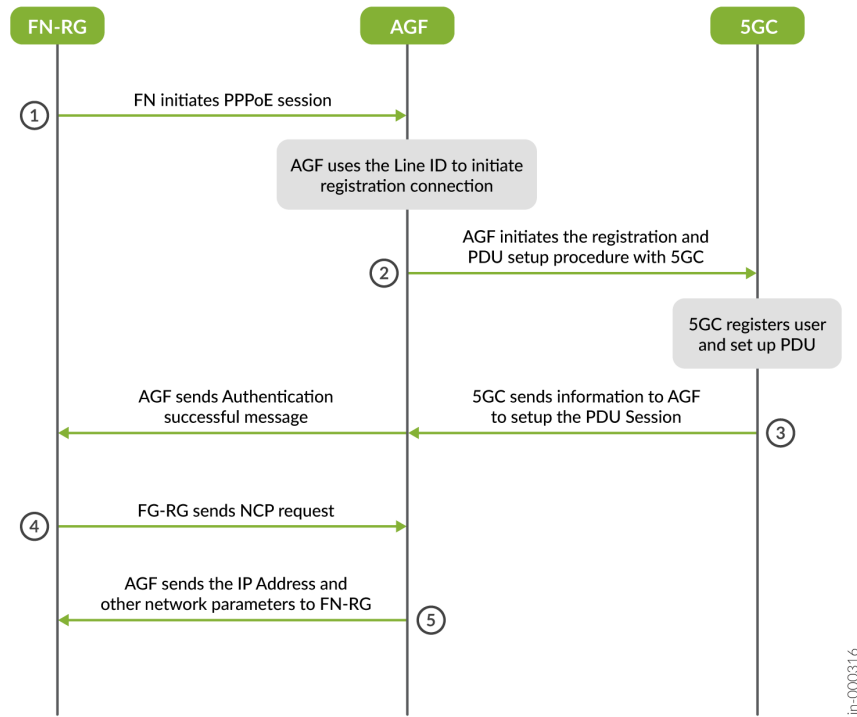 FN-RG
AGF
5GC
FN initiates PPPoE session
1
AGF uses the Line ID to initiate
registration connection
AGF initiates the registration and
PDU setup procedure with 5GC
2
5GC registers user
and set up PDU
AGF sends Authentication
successful message
5GC sends information to AGF
to setup the PDU Session
3
FG-RG sends NCP request
4
AGF sends the IP Address and
other network parameters to FN-RG
5
jn-000316